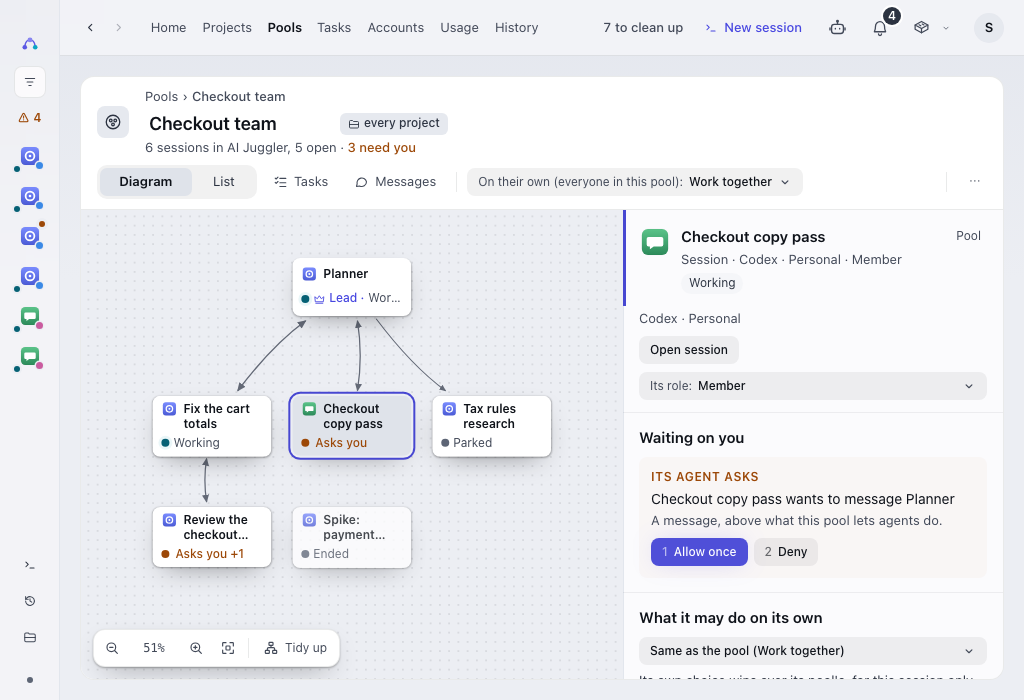 Home Projects Pools Tasks Accounts Usage History 7 to clean up New session 4 S
4
Pools › Checkout team
Checkout team every project
6 sessions in AI Juggler, 5 open · 3 need you
Diagram List Tasks Messages On their own (everyone in this pool): Work together ...
Planner
Lead · Wor...
Fix the cart totals
Working
Checkout copy pass
Asks you
Tax rules research
Parked
Review the checkout...
Asks you +1
Spike: payment...
Ended
51% Tidy up
Checkout copy pass Pool
Session · Codex · Personal · Member
Working
Codex · Personal
Open session
Its role: Member
Waiting on you
ITS AGENT ASKS
Checkout copy pass wants to message Planner
A message, above what this pool lets agents do.
1 Allow once 2 Deny
What it may do on its own
Same as the pool (Work together)